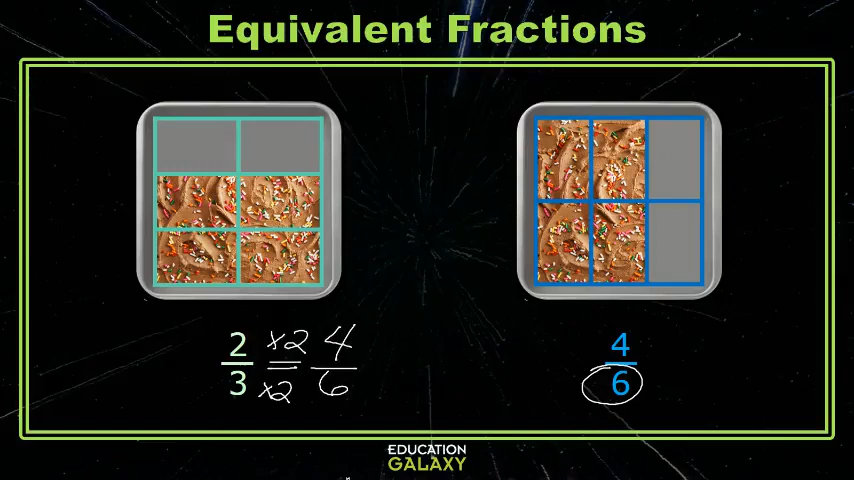 Equivalent Fractions
2 ×2 4
3 = ×2 6
4
6
EDUCATION
GALAXY